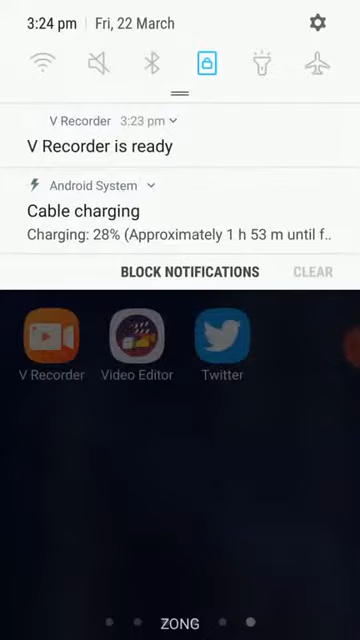 3:24 pm | Fri, 22 March
V Recorder 3:23 pm
V Recorder is ready
Android System
Cable charging
Charging: 28% (Approximately 1 h 53 m until f..
BLOCK NOTIFICATIONS CLEAR
V Recorder Video Editor Twitter
ZONG